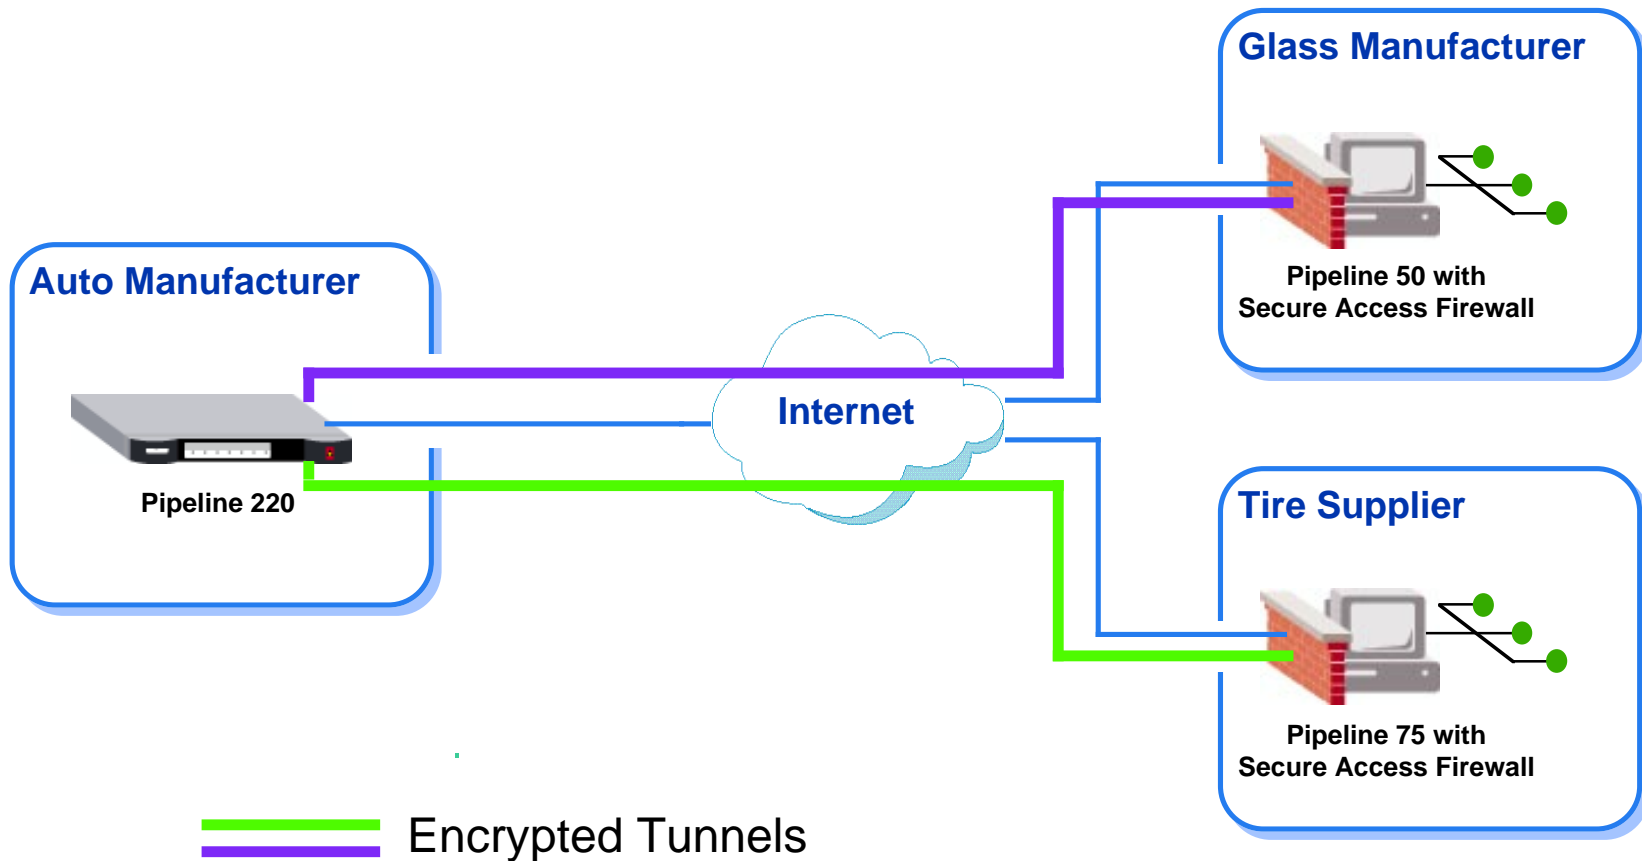 Glass Manufacturer
Pipeline 50 with
Secure Access Firewall
Auto Manufacturer
Pipeline 220
Internet
Tire Supplier
Pipeline 75 with
Secure Access Firewall
Encrypted Tunnels